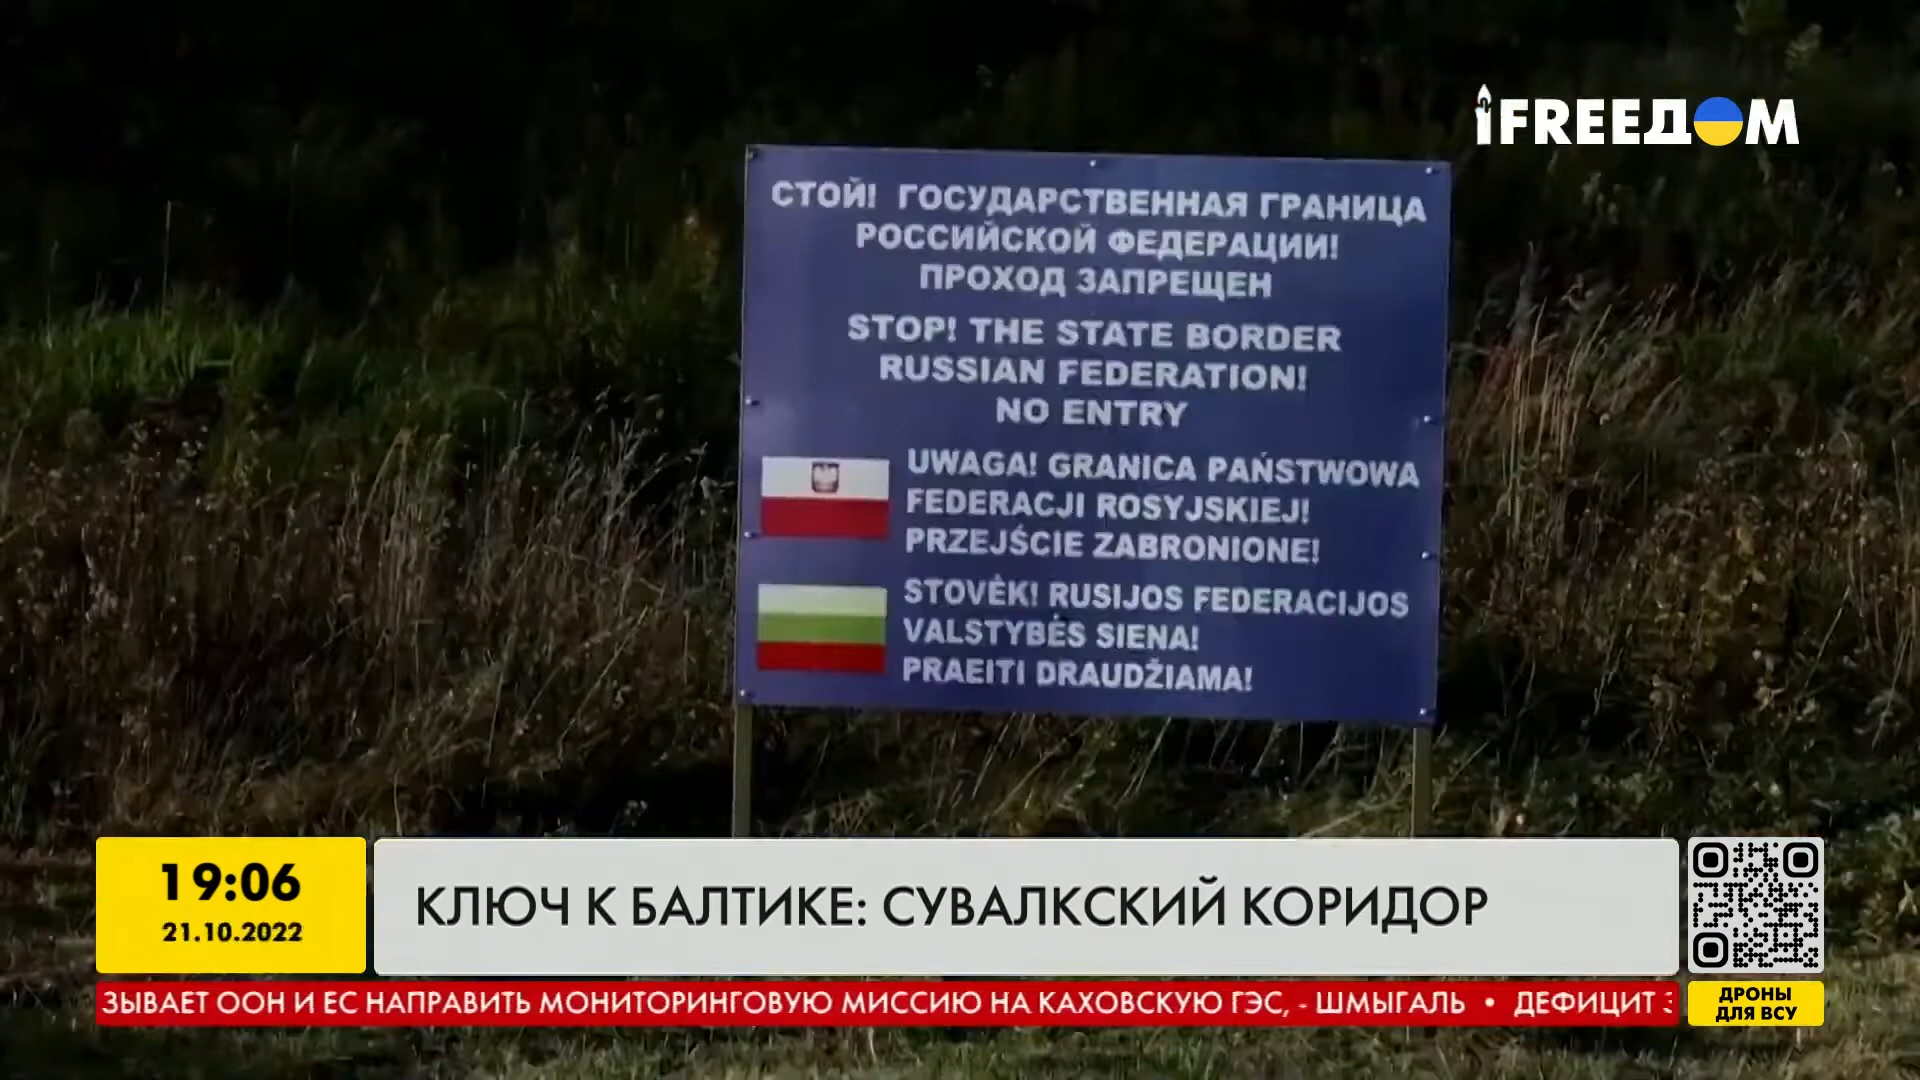 iFREEДOM
СТОЙ! ГОСУДАРСТВЕННАЯ ГРАНИЦА
РОССИЙСКОЙ ФЕДЕРАЦИИ!
ПРОХОД ЗАПРЕЩЕН
STOP! THE STATE BORDER
RUSSIAN FEDERATION!
NO ENTRY
UWAGA! GRANICA PAŃSTWOWA
FEDERACJI ROSYJSKIEJ!
PRZEJŚCIE ZABRONIONE!
STOVĖK! RUSIJOS FEDERACIJOS
VALSTYBĖS SIENA!
PRAEITI DRAUDŽIAMA!
19:06
21.10.2022
КЛЮЧ К БАЛТИКЕ: СУВАЛКСКИЙ КОРИДОР
ЗЫВАЕТ ООН И ЕС НАПРАВИТЬ МОНИТОРИНГОВУЮ МИССИЮ НА КАХОВСКУЮ ГЭС, - ШМЫГАЛЬ • ДЕФИЦИТ
ДРОНЫ
ДЛЯ ВСУ